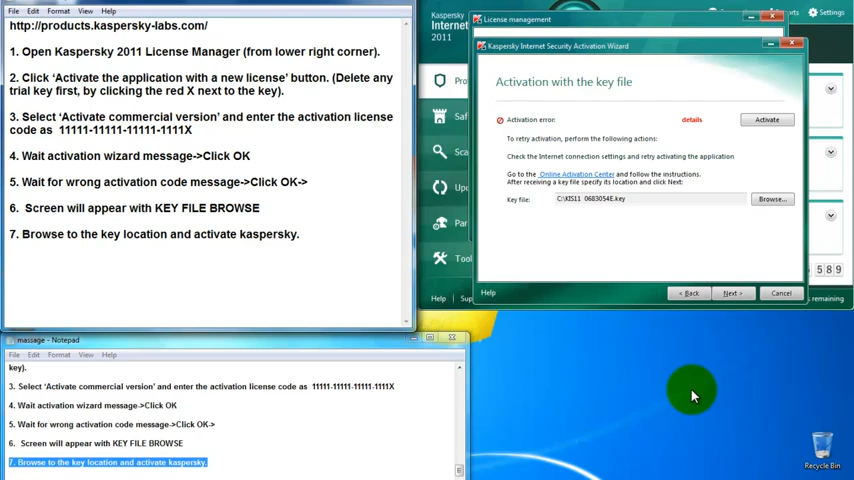 File Edit Format View Help
http://products.kaspersky-labs.com/
1. Open Kaspersky 2011 License Manager (from lower right corner).
2. Click ‘Activate the application with a new license’ button. (Delete any
trial key first, by clicking the red X next to the key).
3. Select ‘Activate commercial version’ and enter the activation license
code as 11111-11111-11111-1111X
4. Wait activation wizard message->Click OK
5. Wait for wrong activation code message->Click OK->
6. Screen will appear with KEY FILE BROWSE
7. Browse to the key location and activate kaspersky.
Kaspersky
Internet
2011
Settings
License management
Kaspersky Internet Security Activation Wizard
Activation with the key file
Activation error:
details
Activate
To retry activation, perform the following actions:
Check the Internet connection settings and retry activating the application
Go to the Online Activation Center and follow the instructions.
After receiving a key file specify its location and click Next:
Key file:
C:\KIS11 0683054E.key
Browse...
Help
< Back
Next >
Cancel
Help
remaining
massage - Notepad
File Edit Format View Help
key).
3. Select ‘Activate commercial version’ and enter the activation license code as 11111-11111-11111-1111X
4. Wait activation wizard message->Click OK
5. Wait for wrong activation code message->Click OK->
6. Screen will appear with KEY FILE BROWSE
7. Browse to the key location and activate kaspersky.
Recycle Bin